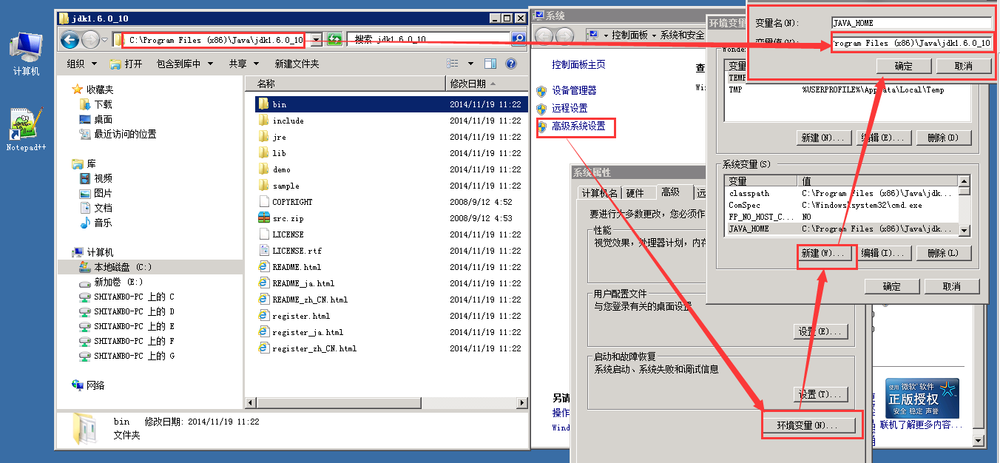 计算机
Notepad++
jdk1.6.0_10
C:\Program Files (x86)\Java\jdk1.6.0_10
搜索 jdk1.6.0_10
组织 打开 包含到库中 共享 新建文件夹
收藏夹
下载
桌面
最近访问的位置
库
视频
图片
文档
音乐
计算机
本地磁盘 (C:)
新加卷 (E:)
SHIYANBO-PC 上的 C
SHIYANBO-PC 上的 D
SHIYANBO-PC 上的 E
SHIYANBO-PC 上的 F
SHIYANBO-PC 上的 G
网络
名称 修改日期
bin 2014/11/19 11:22
include 2014/11/19 11:22
jre 2014/11/19 11:22
lib 2014/11/19 11:22
demo 2014/11/19 11:22
sample 2014/11/19 11:22
COPYRIGHT 2008/9/12 4:52
src.zip 2008/9/12 4:53
LICENSE 2014/11/19 11:22
LICENSE.rtf 2014/11/19 11:22
README.html 2014/11/19 11:22
README_ja.html 2014/11/19 11:22
README_zh_CN.html 2014/11/19 11:22
register.html 2014/11/19 11:22
register_ja.html 2014/11/19 11:22
register_zh_CN.html 2014/11/19 11:22
bin 修改日期: 2014/11/19 11:22
文件夹
系统
控制面板 系统和安全
控制面板主页
设备管理器
远程设置
高级系统设置
查
Wi
另请
操作
Wind
系统属性
计算机名 硬件 高级 远
要进行大多数更改，您必须作
性能
视觉效果，处理器计划，内存
用户配置文件
与您登录有关的桌面设置
设置(E)...
启动和故障恢复
系统启动、系统失败和调试信息
设置(T)...
环境变量(N)...
环境变量
变量
TEMP
TMP %USERPROFILE%\AppData\Local\Temp
新建(N)... 编辑(E)... 删除(D)
系统变量(S)
变量 值
classpath C:\Program Files (x86)\Java\jdk...
ComSpec C:\Windows\system32\cmd.exe
FP_NO_HOST_C... NO
JAVA_HOME C:\Program Files (x86)\Java\jdk...
新建(W)... 编辑(I)... 删除(L)
确定 取消
变量名(N): JAVA_HOME
变量值(V): rogram Files (x86)\Java\jdk1.6.0_10
确定 取消
使用 微软 软件
正版授权
安全 稳定 声誉
联机了解更多内容...